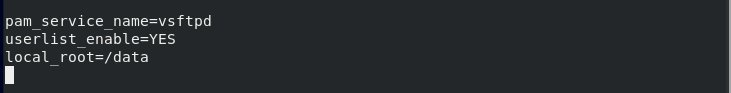 pam_service_name=vsftpd
userlist_enable=YES
local_root=/data